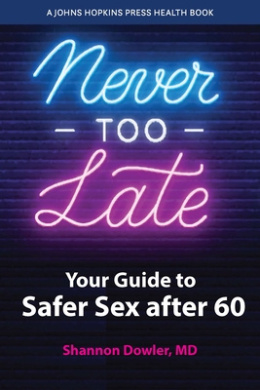 A JOHNS HOPKINS PRESS HEALTH BOOK
Never
– TOO –
Late
Your Guide to
Safer Sex after 60
Shannon Dowler, MD